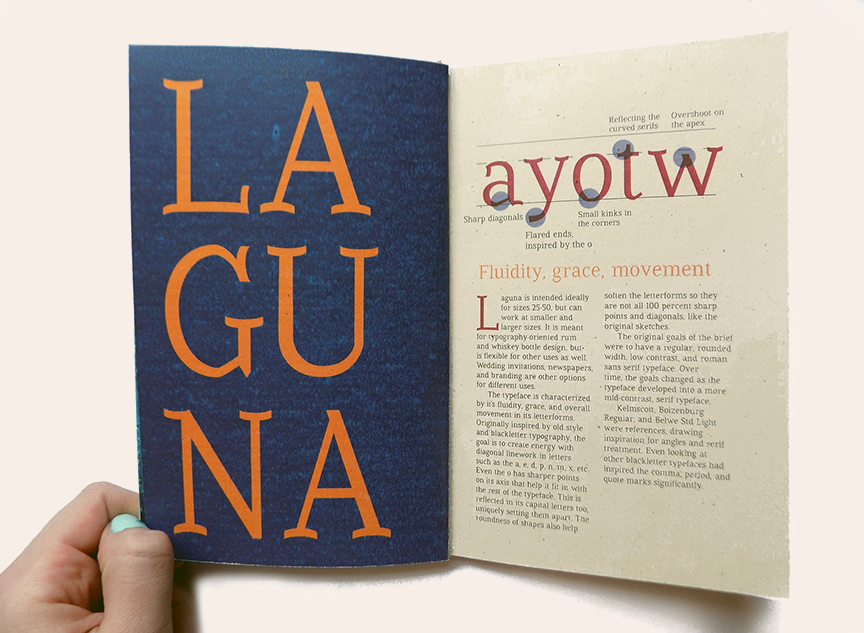 LA
GU
NA
Reflecting the
curved serifs
Overshoot on
the apex
ayotw
Sharp diagonals
Small kinks in
the corners
Flared ends,
inspired by the o
Fluidity, grace, movement
Laguna is intended ideally
for sizes 25-50, but can
work at smaller and
larger sizes. It is meant
for typography-oriented rum
and whiskey bottle design, but
is flexible for other uses as well.
Wedding invitations, newspapers,
and branding are other options
for different uses.
The typeface is characterized
by it's fluidity, grace, and overall
movement in its letterforms.
Originally inspired by old style
and blackletter typography, the
goal is to create energy with
diagonal linework in letters
such as the a, e, d, p, n, m, x, etc.
Even the o has sharper points
on its axis that help it fit in with
the rest of the typeface. This is
reflected in its capital letters too,
uniquely setting them apart. The
roundness of shapes also help
soften the letterforms so they
are not all 100 percent sharp
points and diagonals, like the
original sketches.
The original goals of the brief
were to have a regular, rounded
width, low contrast, and roman
sans serif typeface. Over
time, the goals changed as the
typeface developed into a more
mid-contrast, serif typeface.
Kelmscott, Boizenburg
Regular, and Belwe Std Light
were references, drawing
inspiration for angles and serif
treatment. Even looking at
other blackletter typefaces had
inspired the comma, period, and
quote marks significantly.